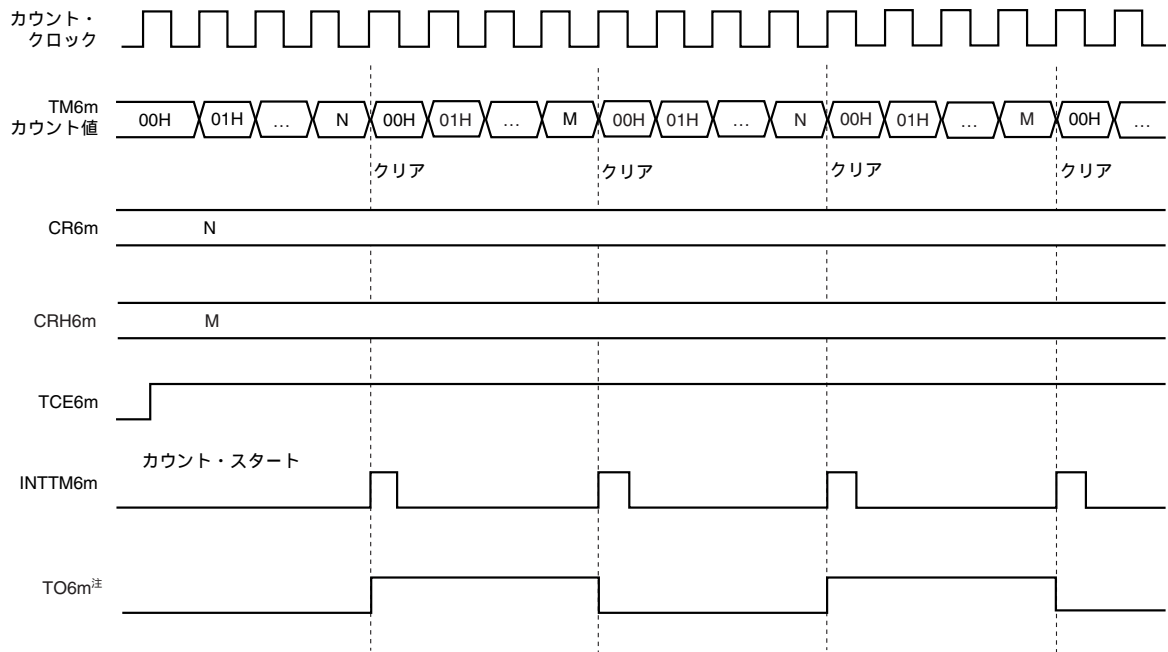 カウント・
クロック
TM6m
カウント値
00H 01H … N 00H 01H … M 00H 01H … N 00H 01H … M 00H …
クリア クリア クリア クリア
CR6m N
CRH6m M
TCE6m
カウント・スタート
INTTM6m
TO6m注